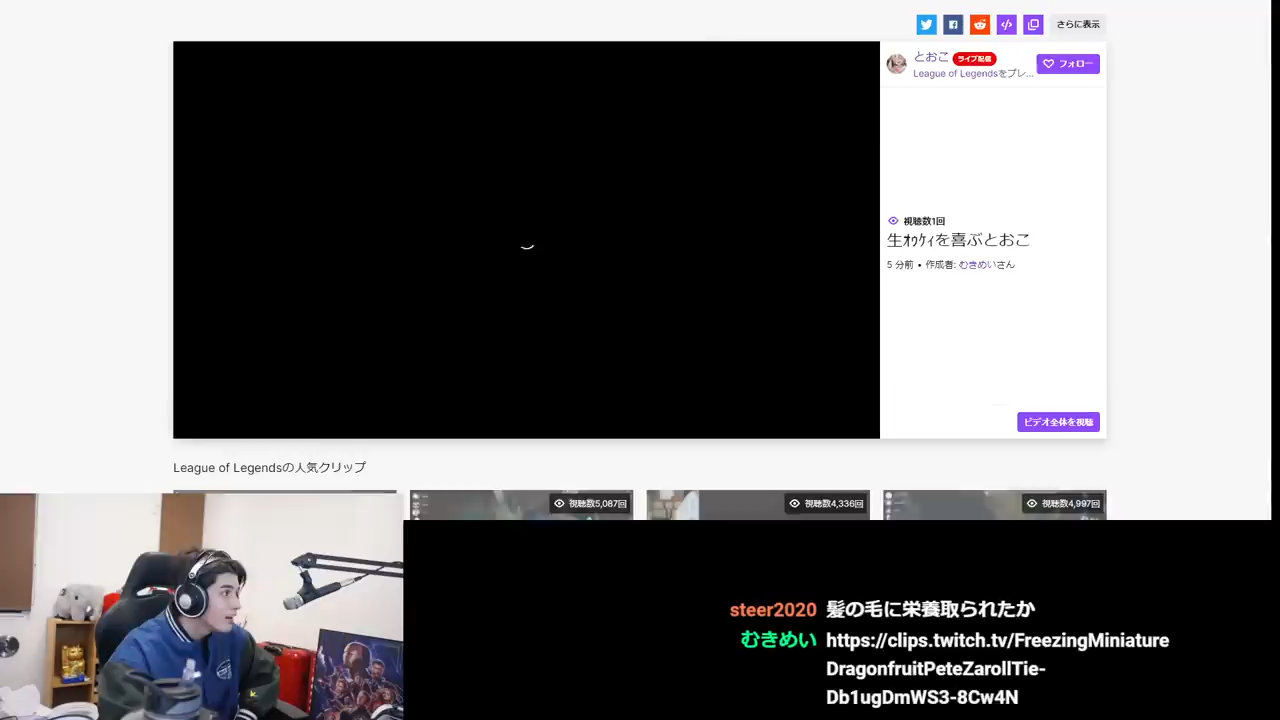 さらに表示
とおこ ライブ配信
フォロー
League of Legendsをプレ...
視聴数1回
生ｵｩｹｨを喜ぶとおこ
5 分前 • 作成者: むきめいさん
ビデオ全体を視聴
League of Legendsの人気クリップ
視聴数5,087回
視聴数4,336回
視聴数4,997回
steer2020 髪の毛に栄養取られたか
むきめい https://clips.twitch.tv/FreezingMiniature
DragonfruitPeteZarollTie-
Db1ugDmWS3-8Cw4N